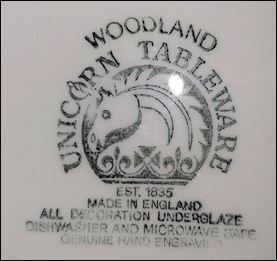 WOODLAND
UNICORN TABLEWARE
EST. 1835
MADE IN ENGLAND
ALL DECORATION UNDERGLAZE
DISHWASHER AND MICROWAVE SAFE
GENUINE HAND ENGRAVING